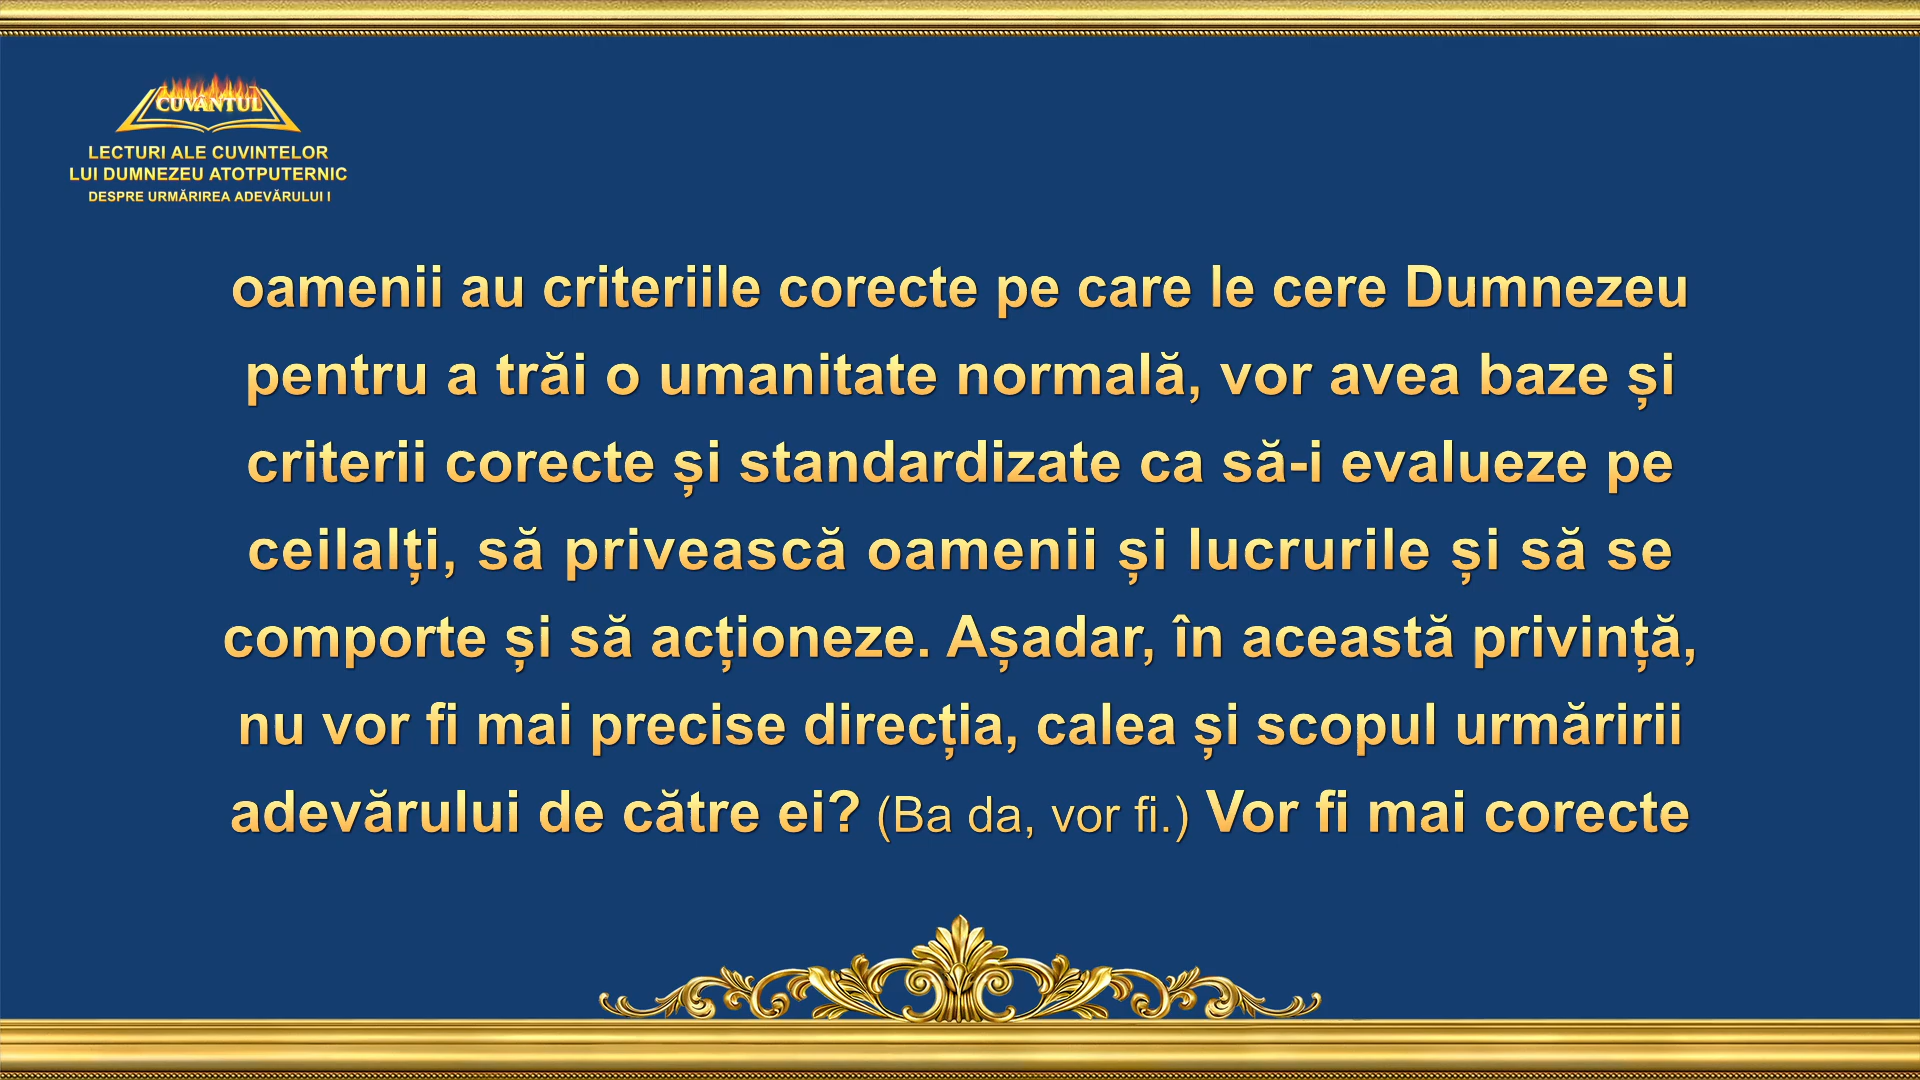 CUVÂNTUL
LECTURI ALE CUVINTELOR
LUI DUMNEZEU ATOTPUTERNIC
DESPRE URMĂRIREA ADEVĂRULUI I
oamenii au criteriile corecte pe care le cere Dumnezeu
pentru a trăi o umanitate normală, vor avea baze și
criterii corecte și standardizate ca să-i evalueze pe
ceilalți, să privească oamenii și lucrurile și să se
comporte și să acționeze. Așadar, în această privință,
nu vor fi mai precise direcția, calea și scopul urmăririi
adevărului de către ei? (Ba da, vor fi.) Vor fi mai corecte